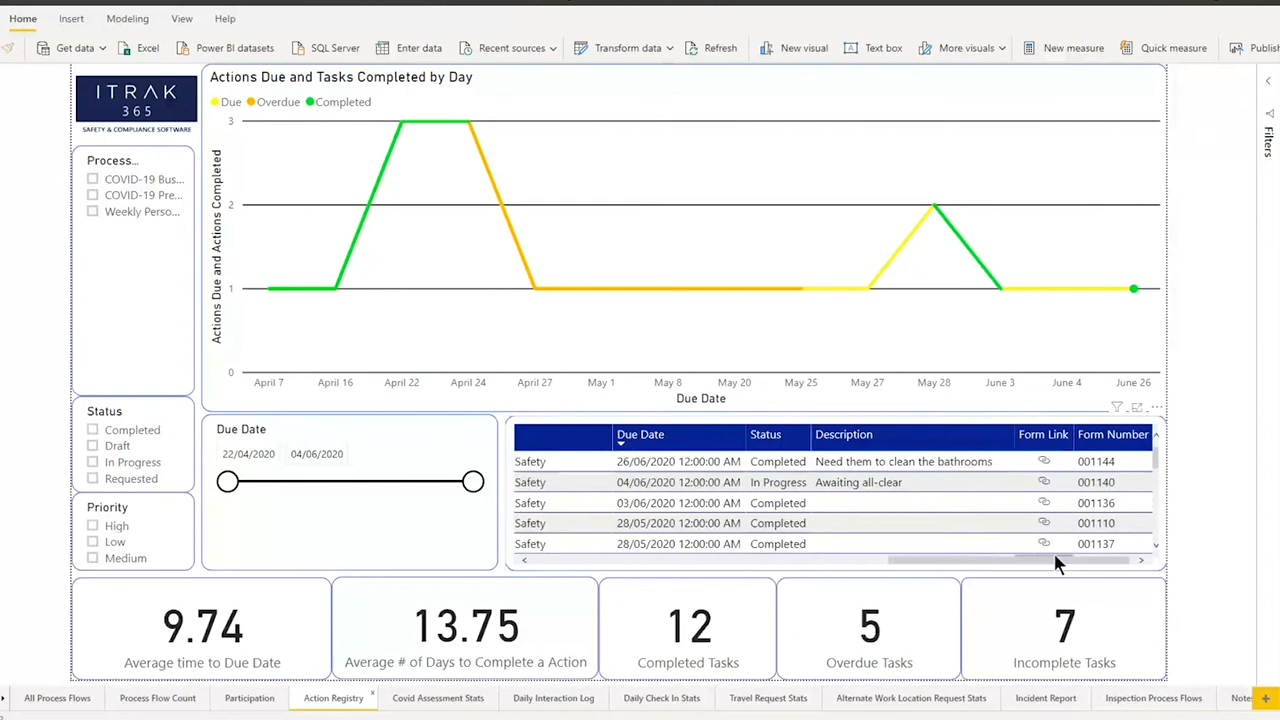 Home Insert Modeling View Help
Get data Excel Power BI datasets SQL Server Enter data Recent sources Transform data Refresh New visual Text box More visuals New measure Quick measure Publish
ITRAK
365
SAFETY & COMPLIANCE SOFTWARE
Process...
COVID-19 Bus...
COVID-19 Pre...
Weekly Perso...
Actions Due and Tasks Completed by Day
Due Overdue Completed
Actions Due and Actions Completed
3
2
1
0
April 7 April 16 April 22 April 24 April 27 May 1 May 8 May 20 May 25 May 27 May 28 June 3 June 4 June 26
Due Date
Filters
Status
Completed
Draft
In Progress
Requested
Priority
High
Low
Medium
Due Date
22/04/2020 04/06/2020
Due Date Status Description Form Link Form Number
Safety 26/06/2020 12:00:00 AM Completed Need them to clean the bathrooms 001144
Safety 04/06/2020 12:00:00 AM In Progress Awaiting all-clear 001140
Safety 03/06/2020 12:00:00 AM Completed 001136
Safety 28/05/2020 12:00:00 AM Completed 001110
Safety 28/05/2020 12:00:00 AM Completed 001137
9.74
Average time to Due Date
13.75
Average # of Days to Complete a Action
12
Completed Tasks
5
Overdue Tasks
7
Incomplete Tasks
All Process Flows Process Flow Count Participation Action Registry x Covid Assessment Stats Daily Interaction Log Daily Check In Stats Travel Request Stats Alternate Work Location Request Stats Incident Report Inspection Process Flows Note +